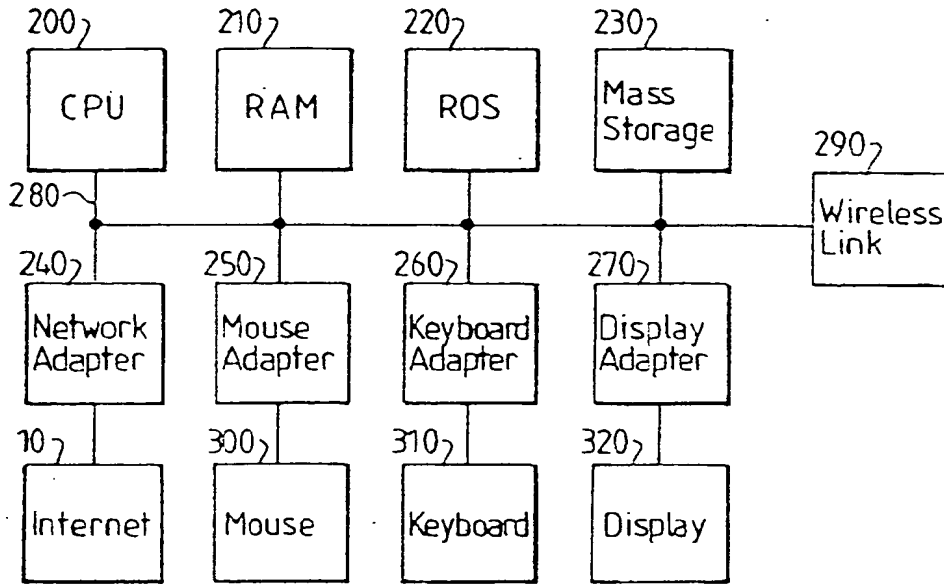 200 210 220 230
CPU RAM ROS Mass
Storage
290
280
Wireless
Link
240 250 260 270
Network Mouse Keyboard Display
Adapter Adapter Adapter Adapter
10 300 310 320
Internet Mouse Keyboard Display